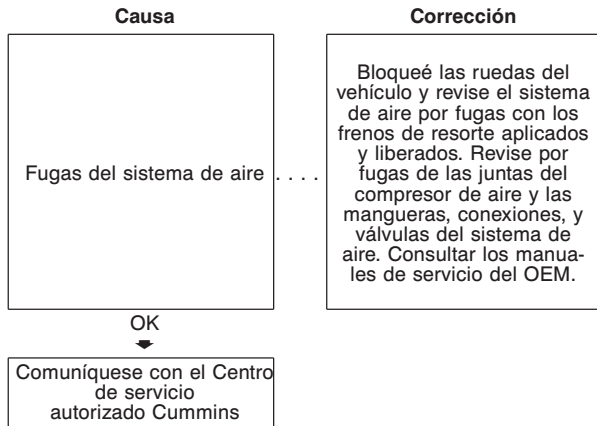 Causa
Corrección
Fugas del sistema de aire . . . .
Bloqueé las ruedas del
vehículo y revise el sistema
de aire por fugas con los
frenos de resorte aplicados
y liberados. Revise por
fugas de las juntas del
compresor de aire y las
mangueras, conexiones, y
válvulas del sistema de
aire. Consultar los manua-
les de servicio del OEM.
OK
Comuníquese con el Centro
de servicio
autorizado Cummins